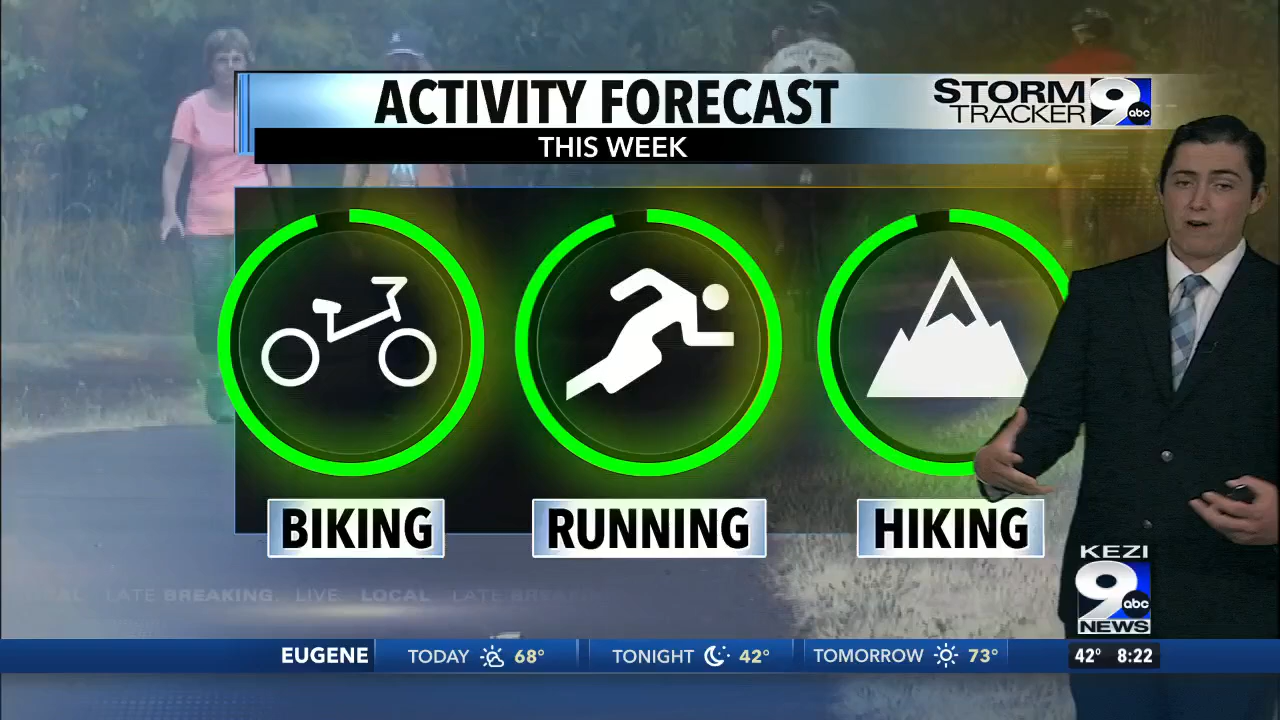 ACTIVITY FORECAST
THIS WEEK
STORM
TRACKER
9
abc
BIKING
RUNNING
HIKING
LATE BREAKING LIVE LOCAL LATE
KEZI
9
abc
NEWS
EUGENE TODAY 68° TONIGHT 42° TOMORROW 73° 42° 8:22